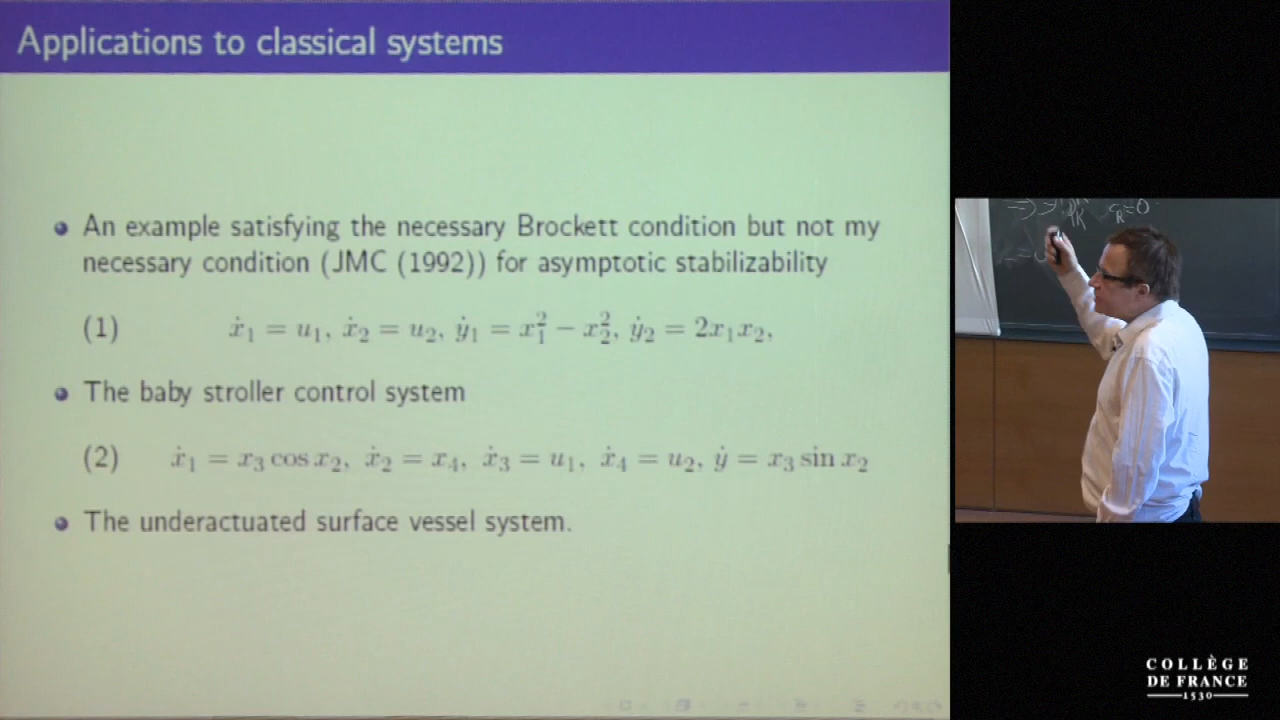 Applications to classical systems
An example satisfying the necessary Brockett condition but not my
necessary condition (JMC (1992)) for asymptotic stabilizability
(1) ẋ₁ = u₁, ẋ₂ = u₂, ẏ₁ = x₁² − x₂², ẏ₂ = 2x₁x₂,
The baby stroller control system
(2) ẋ₁ = x₃ cos x₂, ẋ₂ = x₄, ẋ₃ = u₁, ẋ₄ = u₂, ẏ = x₃ sin x₂
The underactuated surface vessel system.
COLLÈGE
DE FRANCE
1530